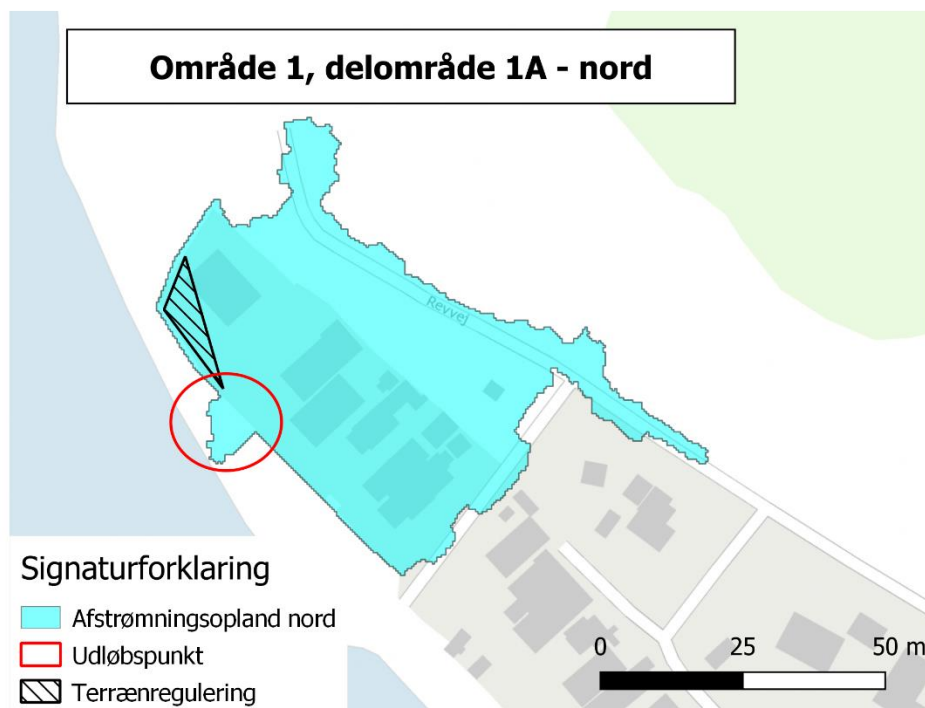 Område 1, delområde 1A - nord
Revvej
Signaturforklaring
Afstrømningsopland nord
Udløbspunkt
Terrænregulering
0 25 50 m